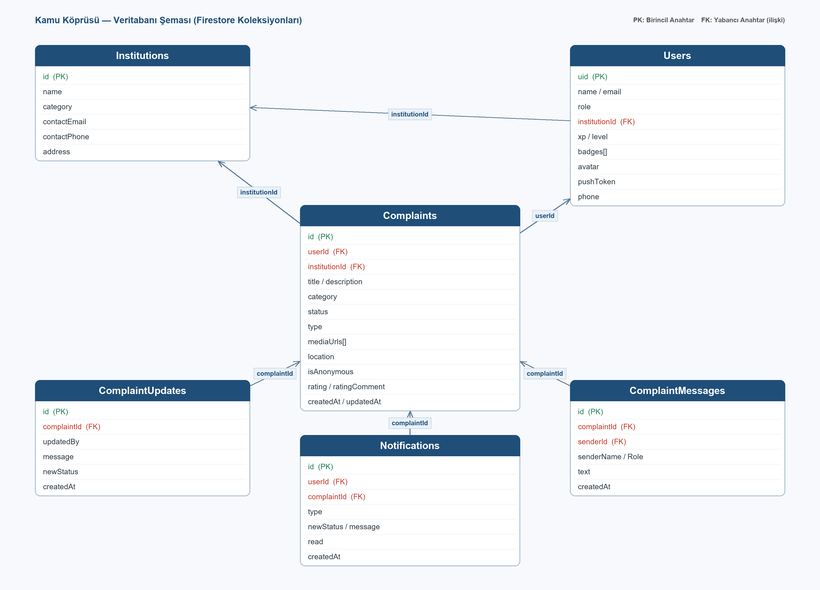 Kamu Köprüsü — Veritabanı Şeması (Firestore Koleksiyonları)
PK: Birincil Anahtar    FK: Yabancı Anahtar (ilişki)
Institutions
id (PK)
name
category
contactEmail
contactPhone
address
Users
uid (PK)
name / email
role
institutionId (FK)
xp / level
badges[]
avatar
pushToken
phone
institutionId
institutionId
userId
Complaints
id (PK)
userId (FK)
institutionId (FK)
title / description
category
status
type
mediaUrls[]
location
isAnonymous
rating / ratingComment
createdAt / updatedAt
complaintId
complaintId
complaintId
ComplaintUpdates
id (PK)
complaintId (FK)
updatedBy
message
newStatus
createdAt
Notifications
id (PK)
userId (FK)
complaintId (FK)
type
newStatus / message
read
createdAt
ComplaintMessages
id (PK)
complaintId (FK)
senderId (FK)
senderName / Role
text
createdAt